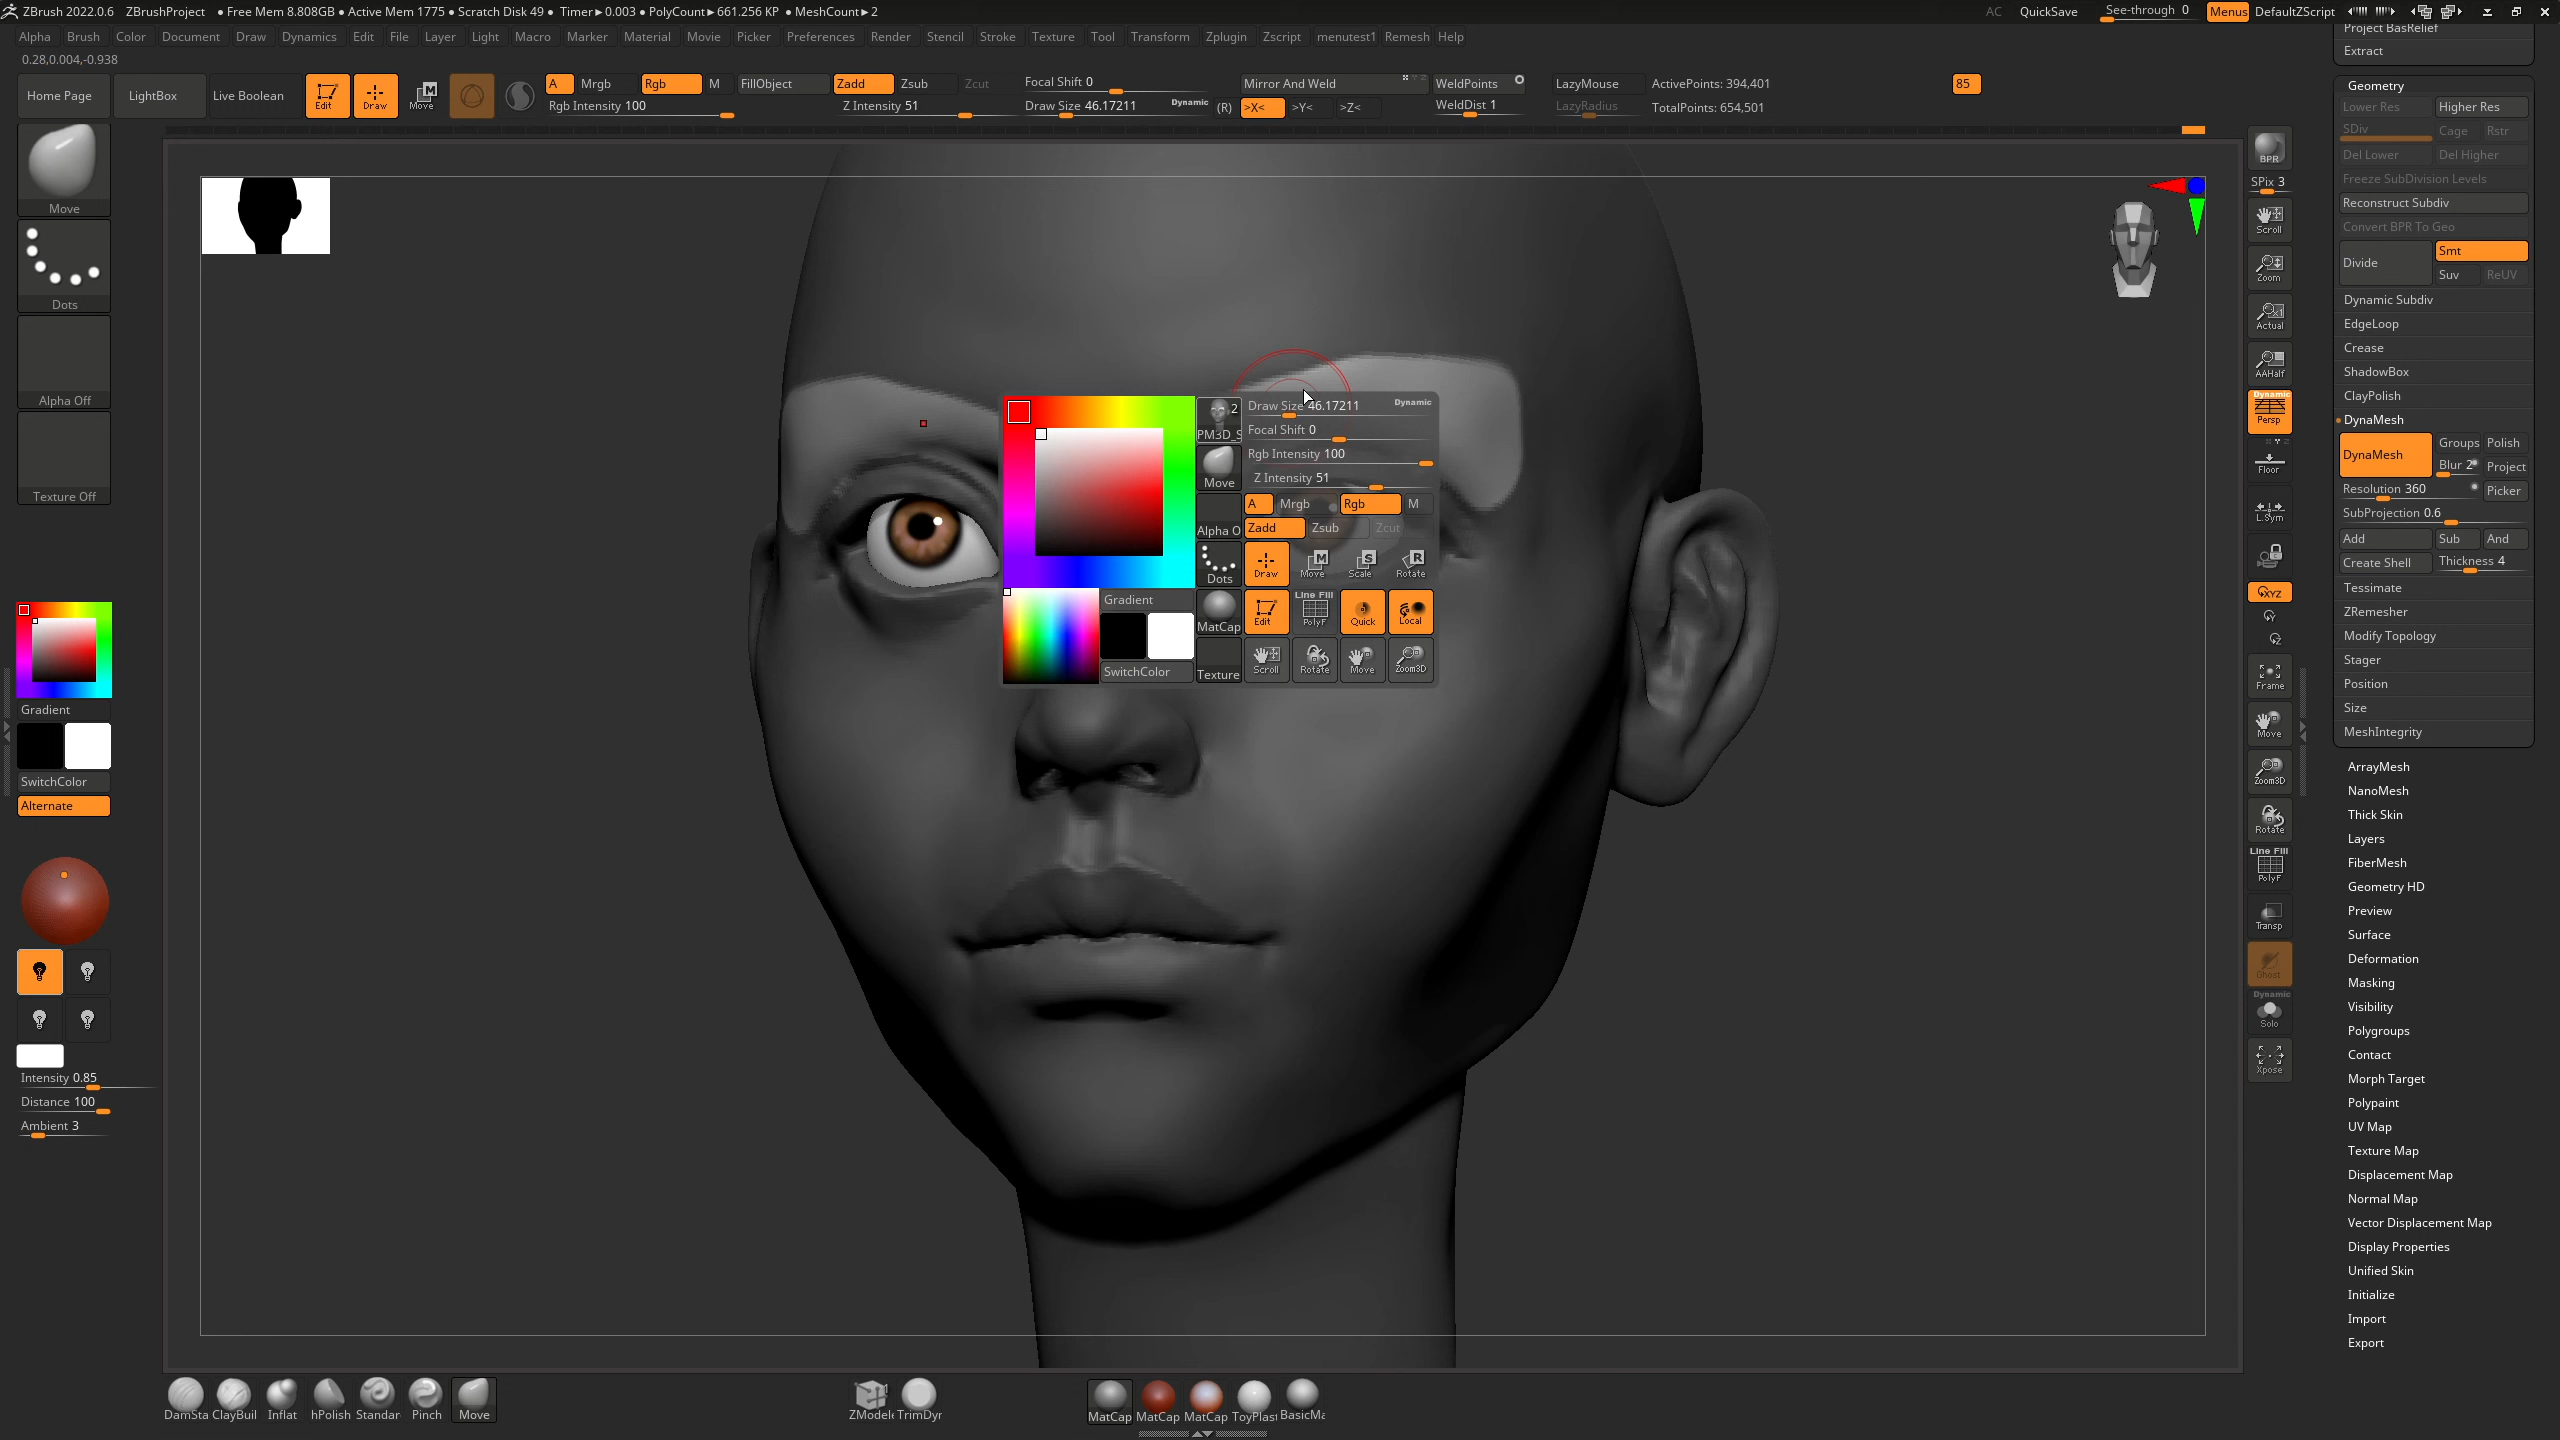 ZBrush 2022.0.6 ZBrushProject • Free Mem 8.808GB • Active Mem 1775 • Scratch Disk 49 • Timer►0.003 • PolyCount►661.256 KP • MeshCount►2 AC QuickSave See-through 0 Menus DefaultZScript
Alpha Brush Color Document Draw Dynamics Edit File Layer Light Macro Marker Material Movie Picker Preferences Render Stencil Stroke Texture Tool Transform Zplugin Zscript menutest1 Remesh Help
0.28,0.004,-0.938
Home Page LightBox Live Boolean Edit Draw Move
A Mrgb Rgb M FillObject Zadd Zsub Zcut Focal Shift 0 Mirror And Weld WeldPoints LazyMouse ActivePoints: 394,401 85
Rgb Intensity 100 Z Intensity 51 Draw Size 46.17211 Dynamic (R) >X< >Y< >Z< WeldDist 1 LazyRadius TotalPoints: 654,501
Move
Dots
Alpha Off
Texture Off
Gradient
SwitchColor
Alternate
Intensity 0.85
Distance 100
Ambient 3
2 Draw Size 46.17211 Dynamic
PM3D_S Focal Shift 0
Rgb Intensity 100
Move Z Intensity 51
A Mrgb Rgb M
Alpha O Zadd Zsub Zcut
Dots Draw Move Scale Rotate
Gradient Line Fill
MatCap Edit PolyF Quick Local
SwitchColor Texture Scroll Rotate Move Zoom3D
BPR
SPix 3
Scroll
Zoom
Actual
AAHalf
Dynamic
Persp
Floor
L.Sym
XYZ
Y
Z
Frame
Move
Zoom3D
Rotate
Line Fill
PolyF
Transp
Ghost
Dynamic
Solo
Xpose
Project BasRelief
Extract
Geometry
Lower Res Higher Res
SDiv Cage Rstr
Del Lower Del Higher
Freeze SubDivision Levels
Reconstruct Subdiv
Convert BPR To Geo
Divide Smt
Suv ReUV
Dynamic Subdiv
EdgeLoop
Crease
ShadowBox
ClayPolish
DynaMesh
DynaMesh Groups Polish
Blur 2 Project
Resolution 360 Picker
SubProjection 0.6
Add Sub And
Create Shell Thickness 4
Tessimate
ZRemesher
Modify Topology
Stager
Position
Size
MeshIntegrity
ArrayMesh
NanoMesh
Thick Skin
Layers
FiberMesh
Geometry HD
Preview
Surface
Deformation
Masking
Visibility
Polygroups
Contact
Morph Target
Polypaint
UV Map
Texture Map
Displacement Map
Normal Map
Vector Displacement Map
Display Properties
Unified Skin
Initialize
Import
Export
DamSta ClayBuil Inflat hPolish Standar Pinch Move ZModele TrimDyr MatCap MatCap MatCap ToyPlast BasicMa